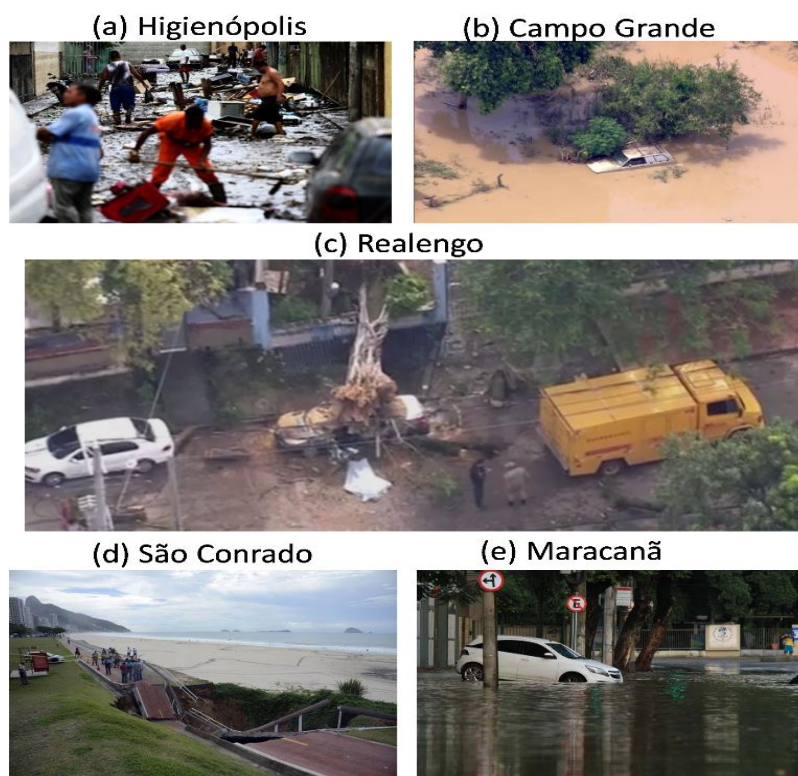 (a) Higienópolis
(b) Campo Grande
(c) Realengo
(d) São Conrado
(e) Maracanã
E